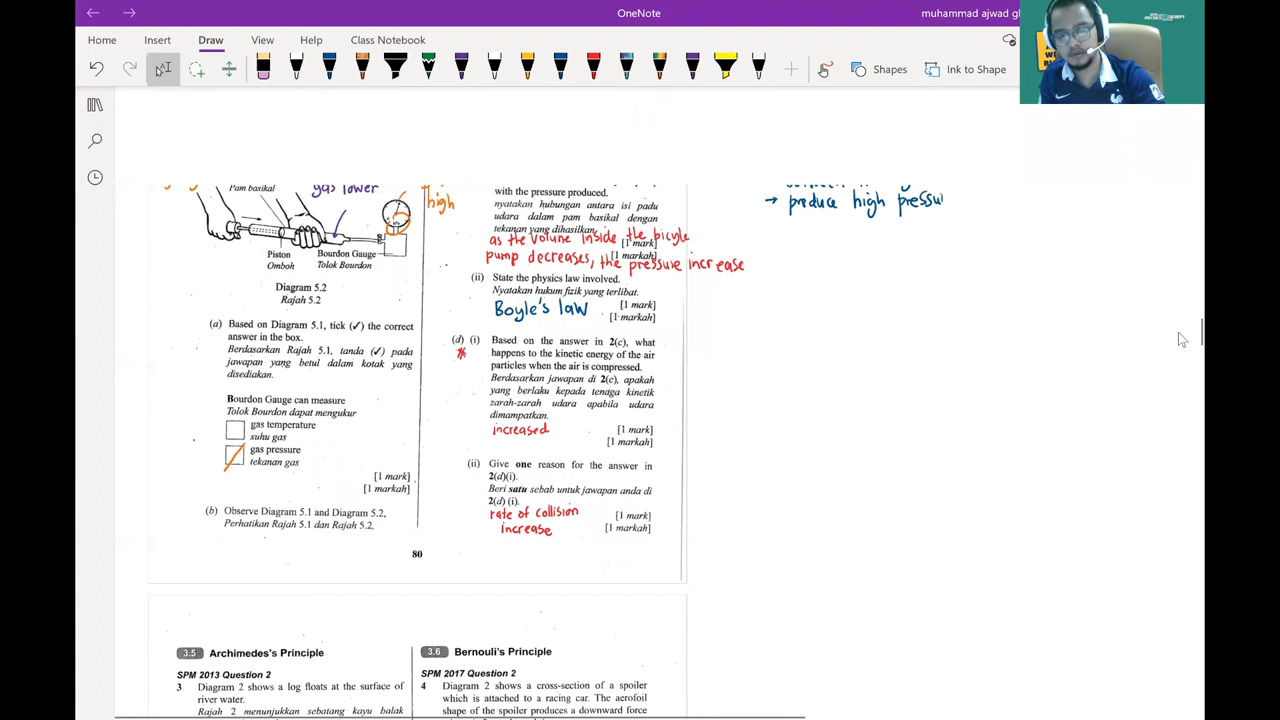 OneNote
muhammad ajwad gh
Home Insert Draw View Help Class Notebook
Shapes
Ink to Shape
Pam basikal
gas lower
high
Piston
Omboh
Bourdon Gauge
Tolok Bourdon
Diagram 5.2
Rajah 5.2
(a) Based on Diagram 5.1, tick (✓) the correct
answer in the box.
Berdasarkan Rajah 5.1, tanda (✓) pada
jawapan yang betul dalam kotak yang
disediakan.
Bourdon Gauge can measure
Tolok Bourdon dapat mengukur
gas temperature
suhu gas
gas pressure
tekanan gas
[1 mark]
[1 markah]
(b) Observe Diagram 5.1 and Diagram 5.2,
Perhatikan Rajah 5.1 dan Rajah 5.2,
with the pressure produced.
nyatakan hubungan antara isi padu
udara dalam pam basikal dengan
tekanan yang dihasilkan.
[1 mark]
[1 markah]
as the volume inside the bicycle
pump decreases, the pressure increase
(ii) State the physics law involved.
Nyatakan hukum fizik yang terlibat.
Boyle's law
[1 mark]
[1 markah]
(d) (i) Based on the answer in 2(c), what
happens to the kinetic energy of the air
particles when the air is compressed.
Berdasarkan jawapan di 2(c), apakah
yang berlaku kepada tenaga kinetik
zarah-zarah udara apabila udara
dimampatkan.
increased
[1 mark]
[1 markah]
(ii) Give one reason for the answer in
2(d)(i).
Beri satu sebab untuk jawapan anda di
2(d) (i).
rate of collision
increase
[1 mark]
[1 markah]
→ produce high pressu
80
3.5 Archimedes's Principle
SPM 2013 Question 2
3 Diagram 2 shows a log floats at the surface of
river water.
Rajah 2 menunjukkan sebatang kayu balak
3.6 Bernouli's Principle
SPM 2017 Question 2
4 Diagram 2 shows a cross-section of a spoiler
which is attached to a racing car. The aerofoil
shape of the spoiler produces a downward force